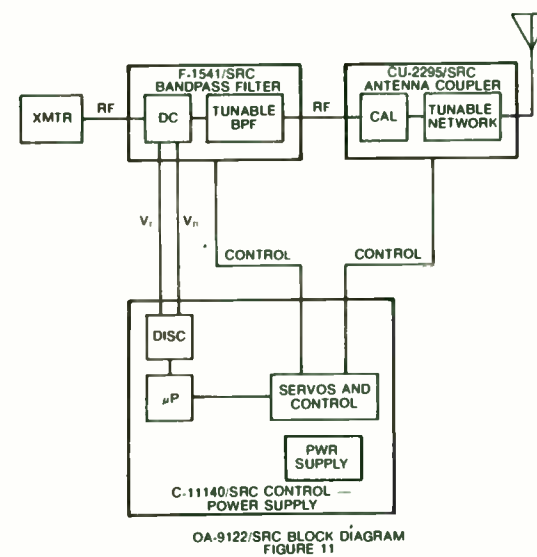 F-1541/SRC
BANDPASS FILTER
CU-2295/SRC
ANTENNA COUPLER
XMTR
RF
DC
TUNABLE
BPF
RF
CAL
TUNABLE
NETWORK
Vr
Vn
CONTROL
CONTROL
DISC
μP
SERVOS AND
CONTROL
PWR
SUPPLY
C-11140/SRC CONTROL —
POWER SUPPLY
OA-9122/SRC BLOCK DIAGRAM
FIGURE 11